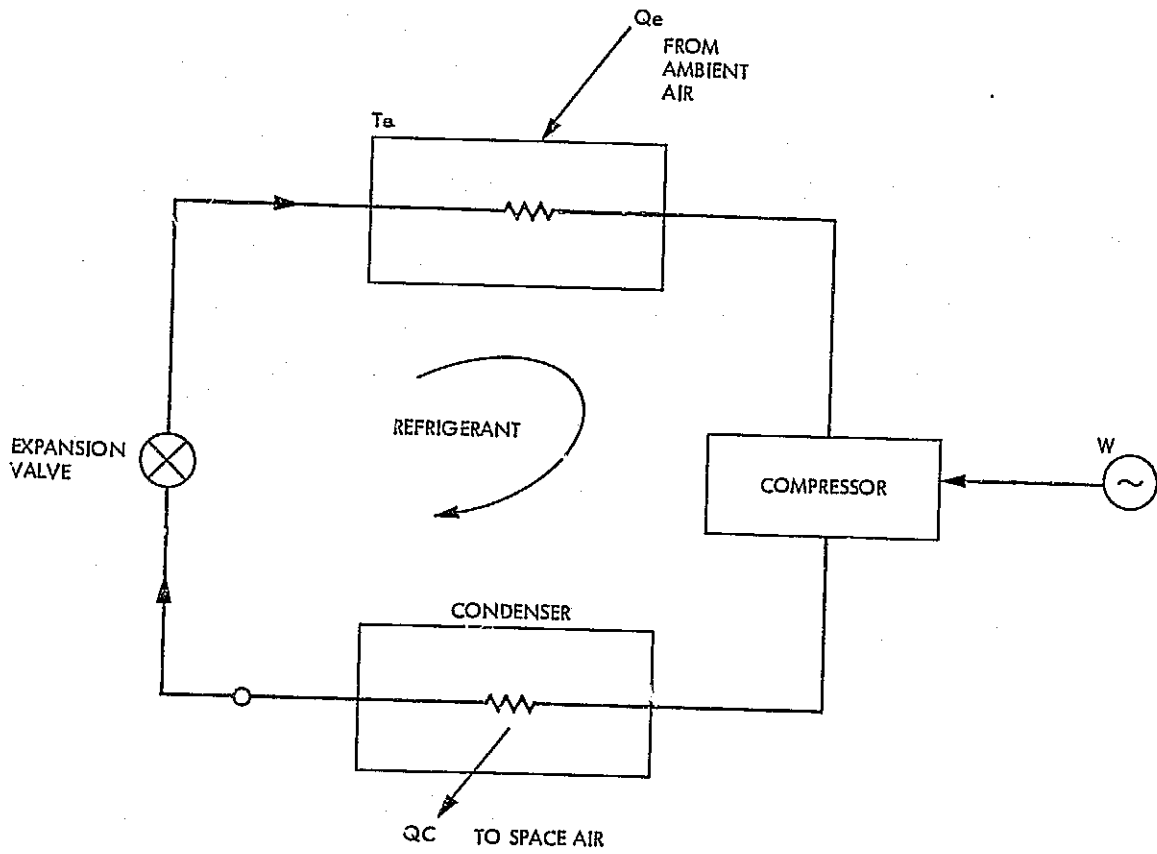 Qe
FROM
AMBIENT
AIR
Ta
REFRIGERANT
EXPANSION
VALVE
COMPRESSOR
W
CONDENSER
QC TO SPACE AIR